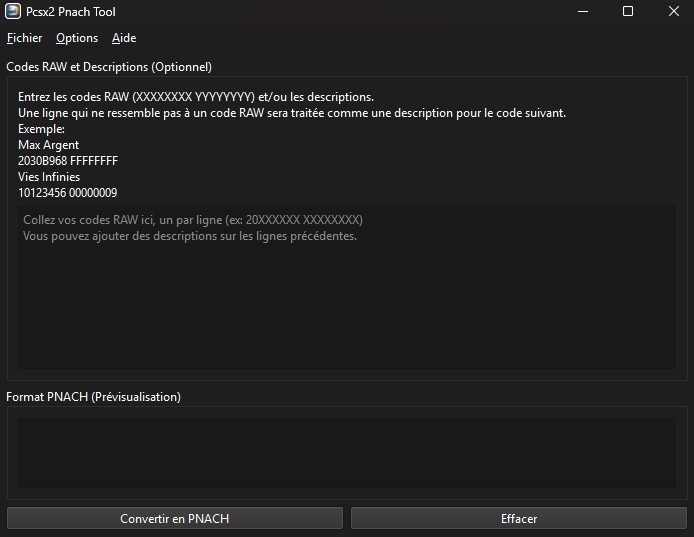 Pcsx2 Pnach Tool
Fichier Options Aide
Codes RAW et Descriptions (Optionnel)
Entrez les codes RAW (XXXXXXXX YYYYYYYY) et/ou les descriptions.
Une ligne qui ne ressemble pas à un code RAW sera traitée comme une description pour le code suivant.
Exemple:
Max Argent
2030B968 FFFFFFFF
Vies Infinies
10123456 00000009
Collez vos codes RAW ici, un par ligne (ex: 20XXXXXX XXXXXXXX)
Vous pouvez ajouter des descriptions sur les lignes précédentes.
Format PNACH (Prévisualisation)
Convertir en PNACH Effacer